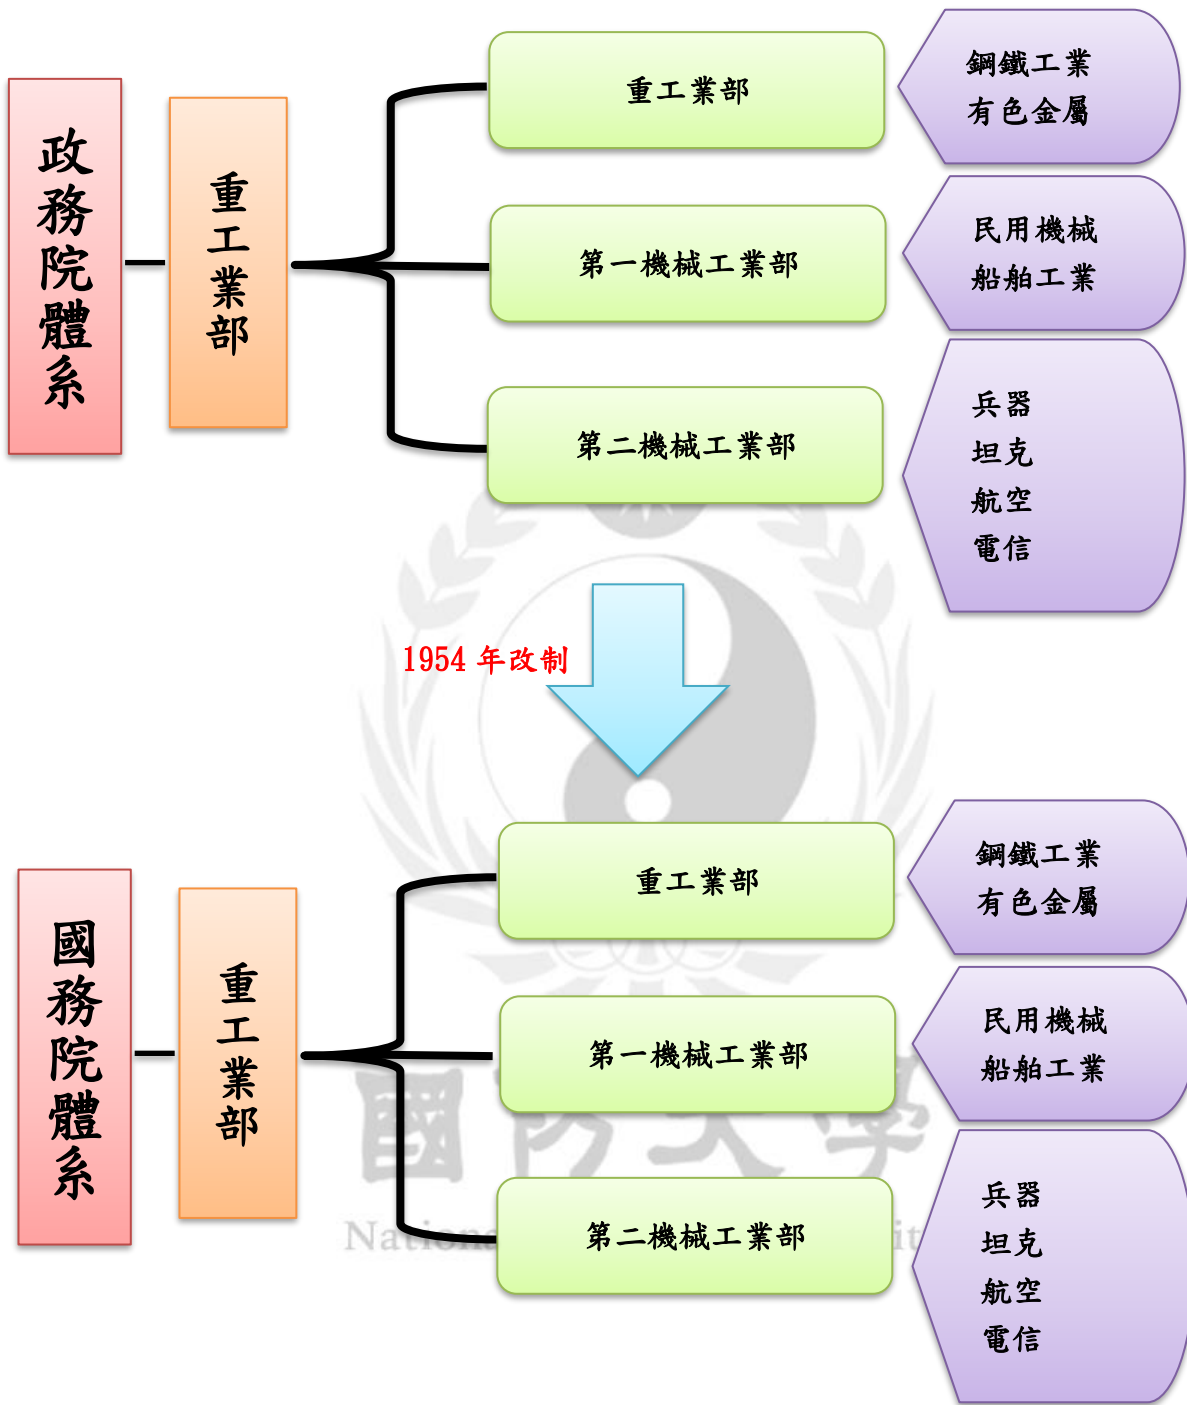 政務院體系
重工業部
重工業部
鋼鐵工業
有色金屬
第一機械工業部
民用機械
船舶工業
第二機械工業部
兵器
坦克
航空
電信
1954 年改制
國務院體系
重工業部
重工業部
鋼鐵工業
有色金屬
第一機械工業部
民用機械
船舶工業
第二機械工業部
兵器
坦克
航空
電信
國防大學